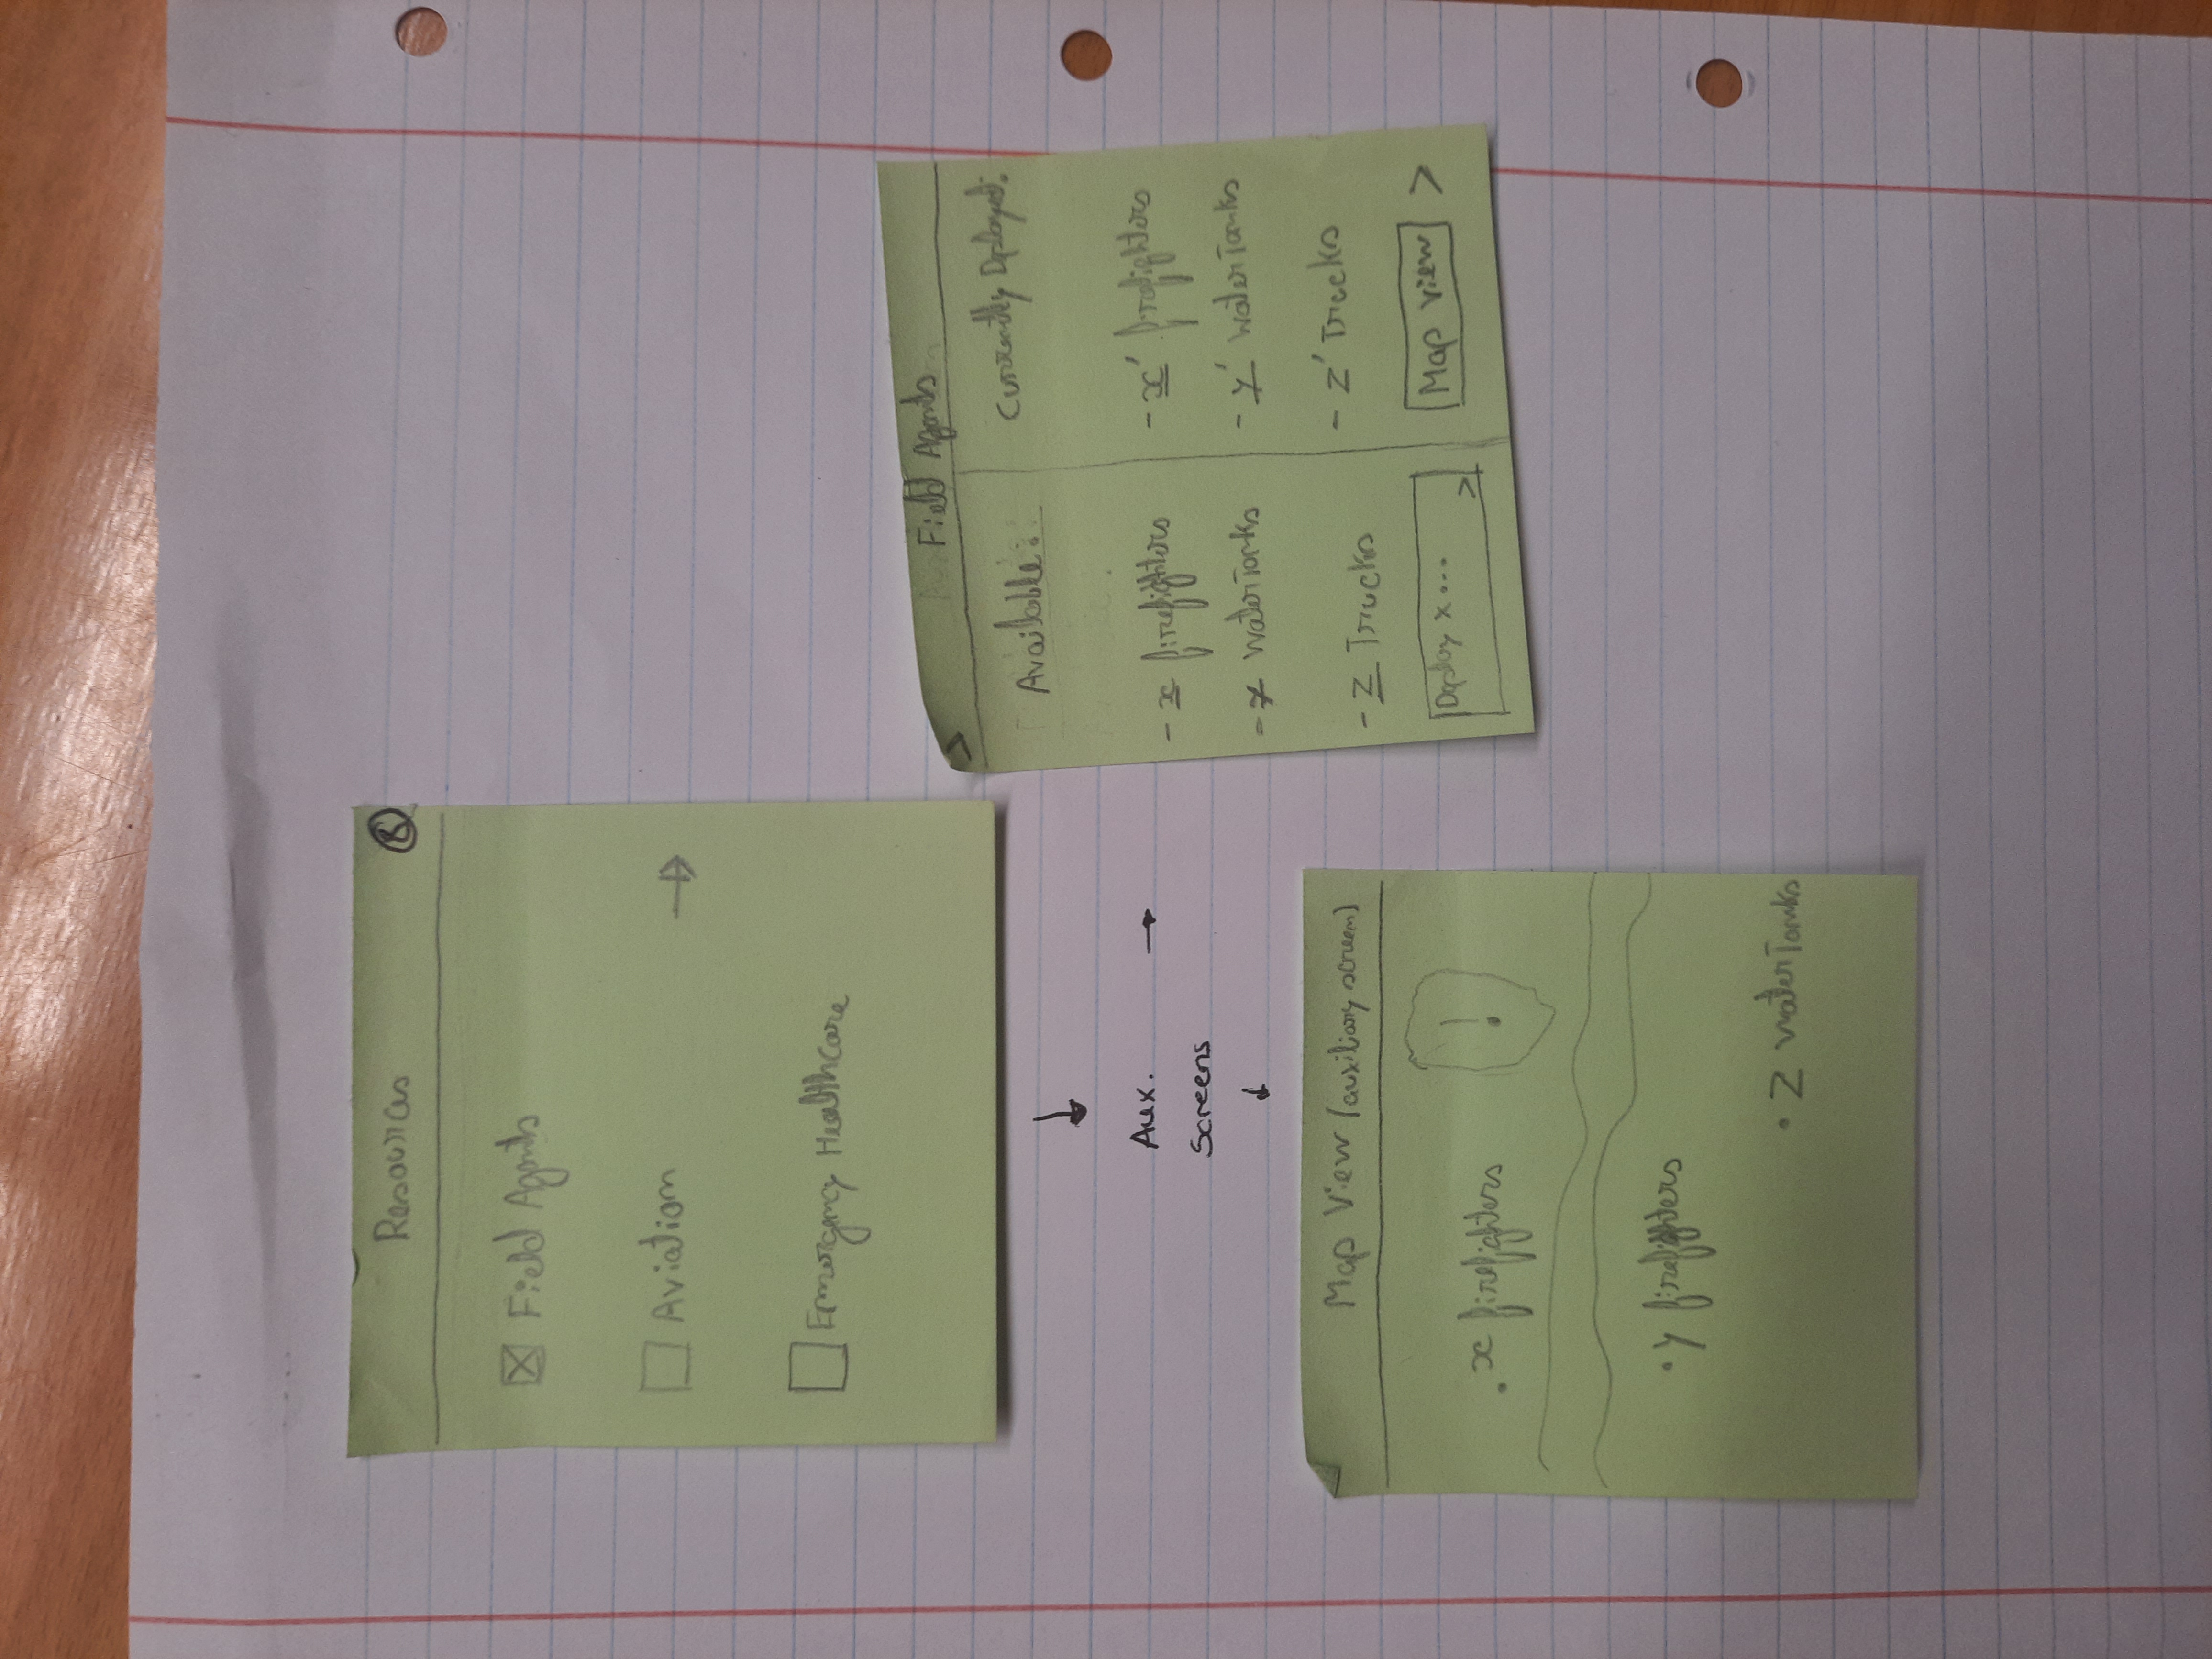 Resources
Field Agents
Aviation
Emergency Healthcare
Aux.
Screens
Field Agents
Available:
- x firefighters
- y WaterTanks
- z Trucks
Deploy x...
>
Currently Deployed:
- x' firefighters
- y' WaterTanks
- z' Trucks
Map View >
Map View (auxiliary screen)
. x firefighters
!
. y firefighters
. z WaterTanks